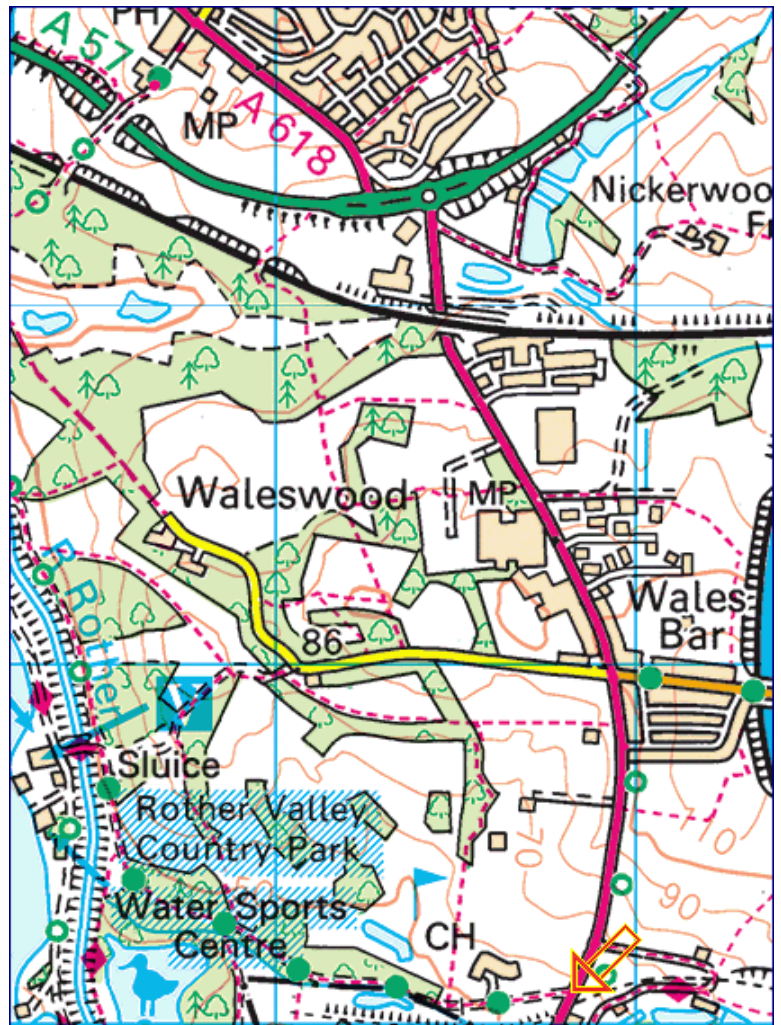 PH
A 57
MP
A 618
Nickerwoo
F
Waleswood
MP
R Rother
86
Wales
Bar
Sluice
Rother Valley
Country Park
70
110
90
Water Sports
Centre
CH